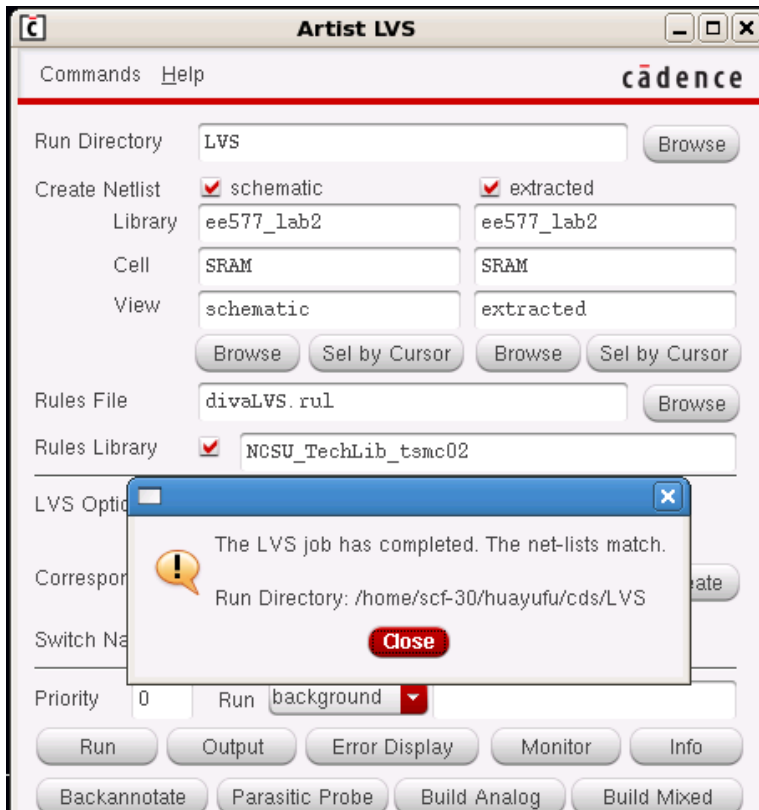 Artist LVS
Commands Help cādence
Run Directory LVS Browse
Create Netlist schematic extracted
Library ee577_lab2 ee577_lab2
Cell SRAM SRAM
View schematic extracted
Browse Sel by Cursor Browse Sel by Cursor
Rules File divaLVS.rul Browse
Rules Library NCSU_TechLib_tsmc02
LVS Optio
The LVS job has completed. The net-lists match.
Correspor eate
Run Directory: /home/scf-30/huayufu/cds/LVS
Switch Na Close
Priority 0 Run background
Run Output Error Display Monitor Info
Backannotate Parasitic Probe Build Analog Build Mixed